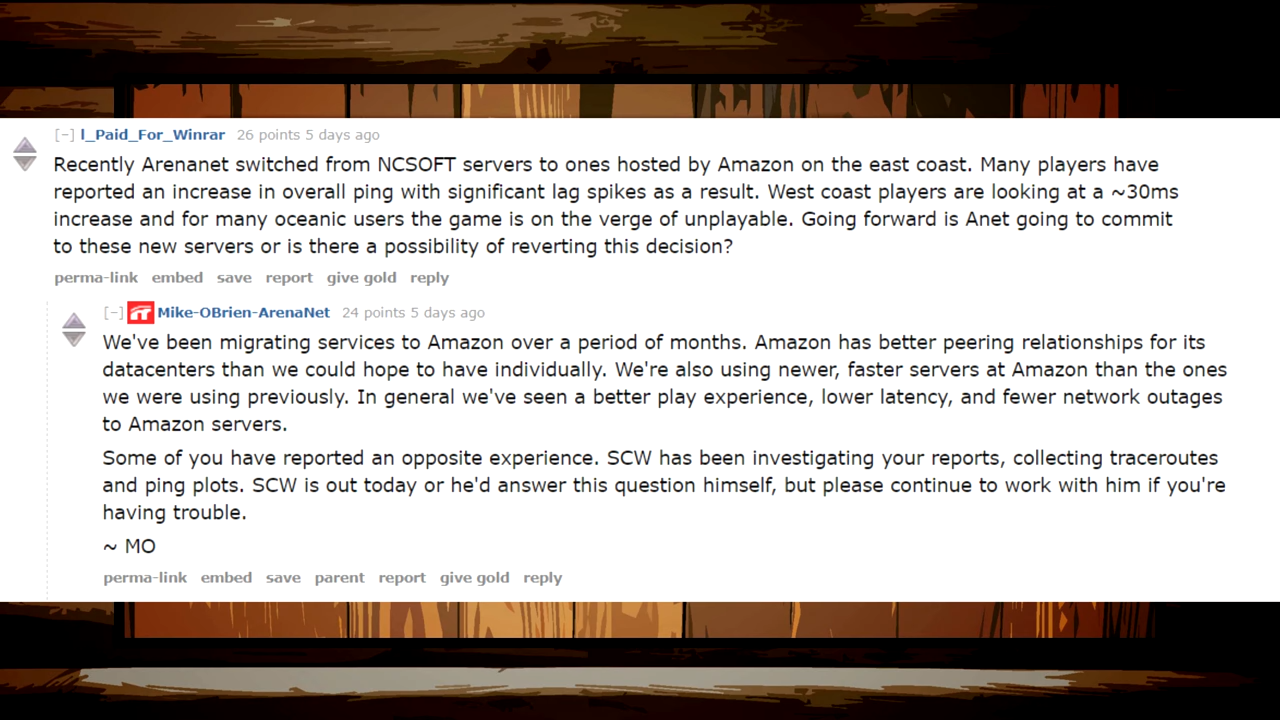 [−] l_Paid_For_Winrar 26 points 5 days ago
Recently Arenanet switched from NCSOFT servers to ones hosted by Amazon on the east coast. Many players have
reported an increase in overall ping with significant lag spikes as a result. West coast players are looking at a ~30ms
increase and for many oceanic users the game is on the verge of unplayable. Going forward is Anet going to commit
to these new servers or is there a possibility of reverting this decision?
perma-link embed save report give gold reply
[−] Mike-OBrien-ArenaNet 24 points 5 days ago
We've been migrating services to Amazon over a period of months. Amazon has better peering relationships for its
datacenters than we could hope to have individually. We're also using newer, faster servers at Amazon than the ones
we were using previously. In general we've seen a better play experience, lower latency, and fewer network outages
to Amazon servers.
Some of you have reported an opposite experience. SCW has been investigating your reports, collecting traceroutes
and ping plots. SCW is out today or he'd answer this question himself, but please continue to work with him if you're
having trouble.
~ MO
perma-link embed save parent report give gold reply